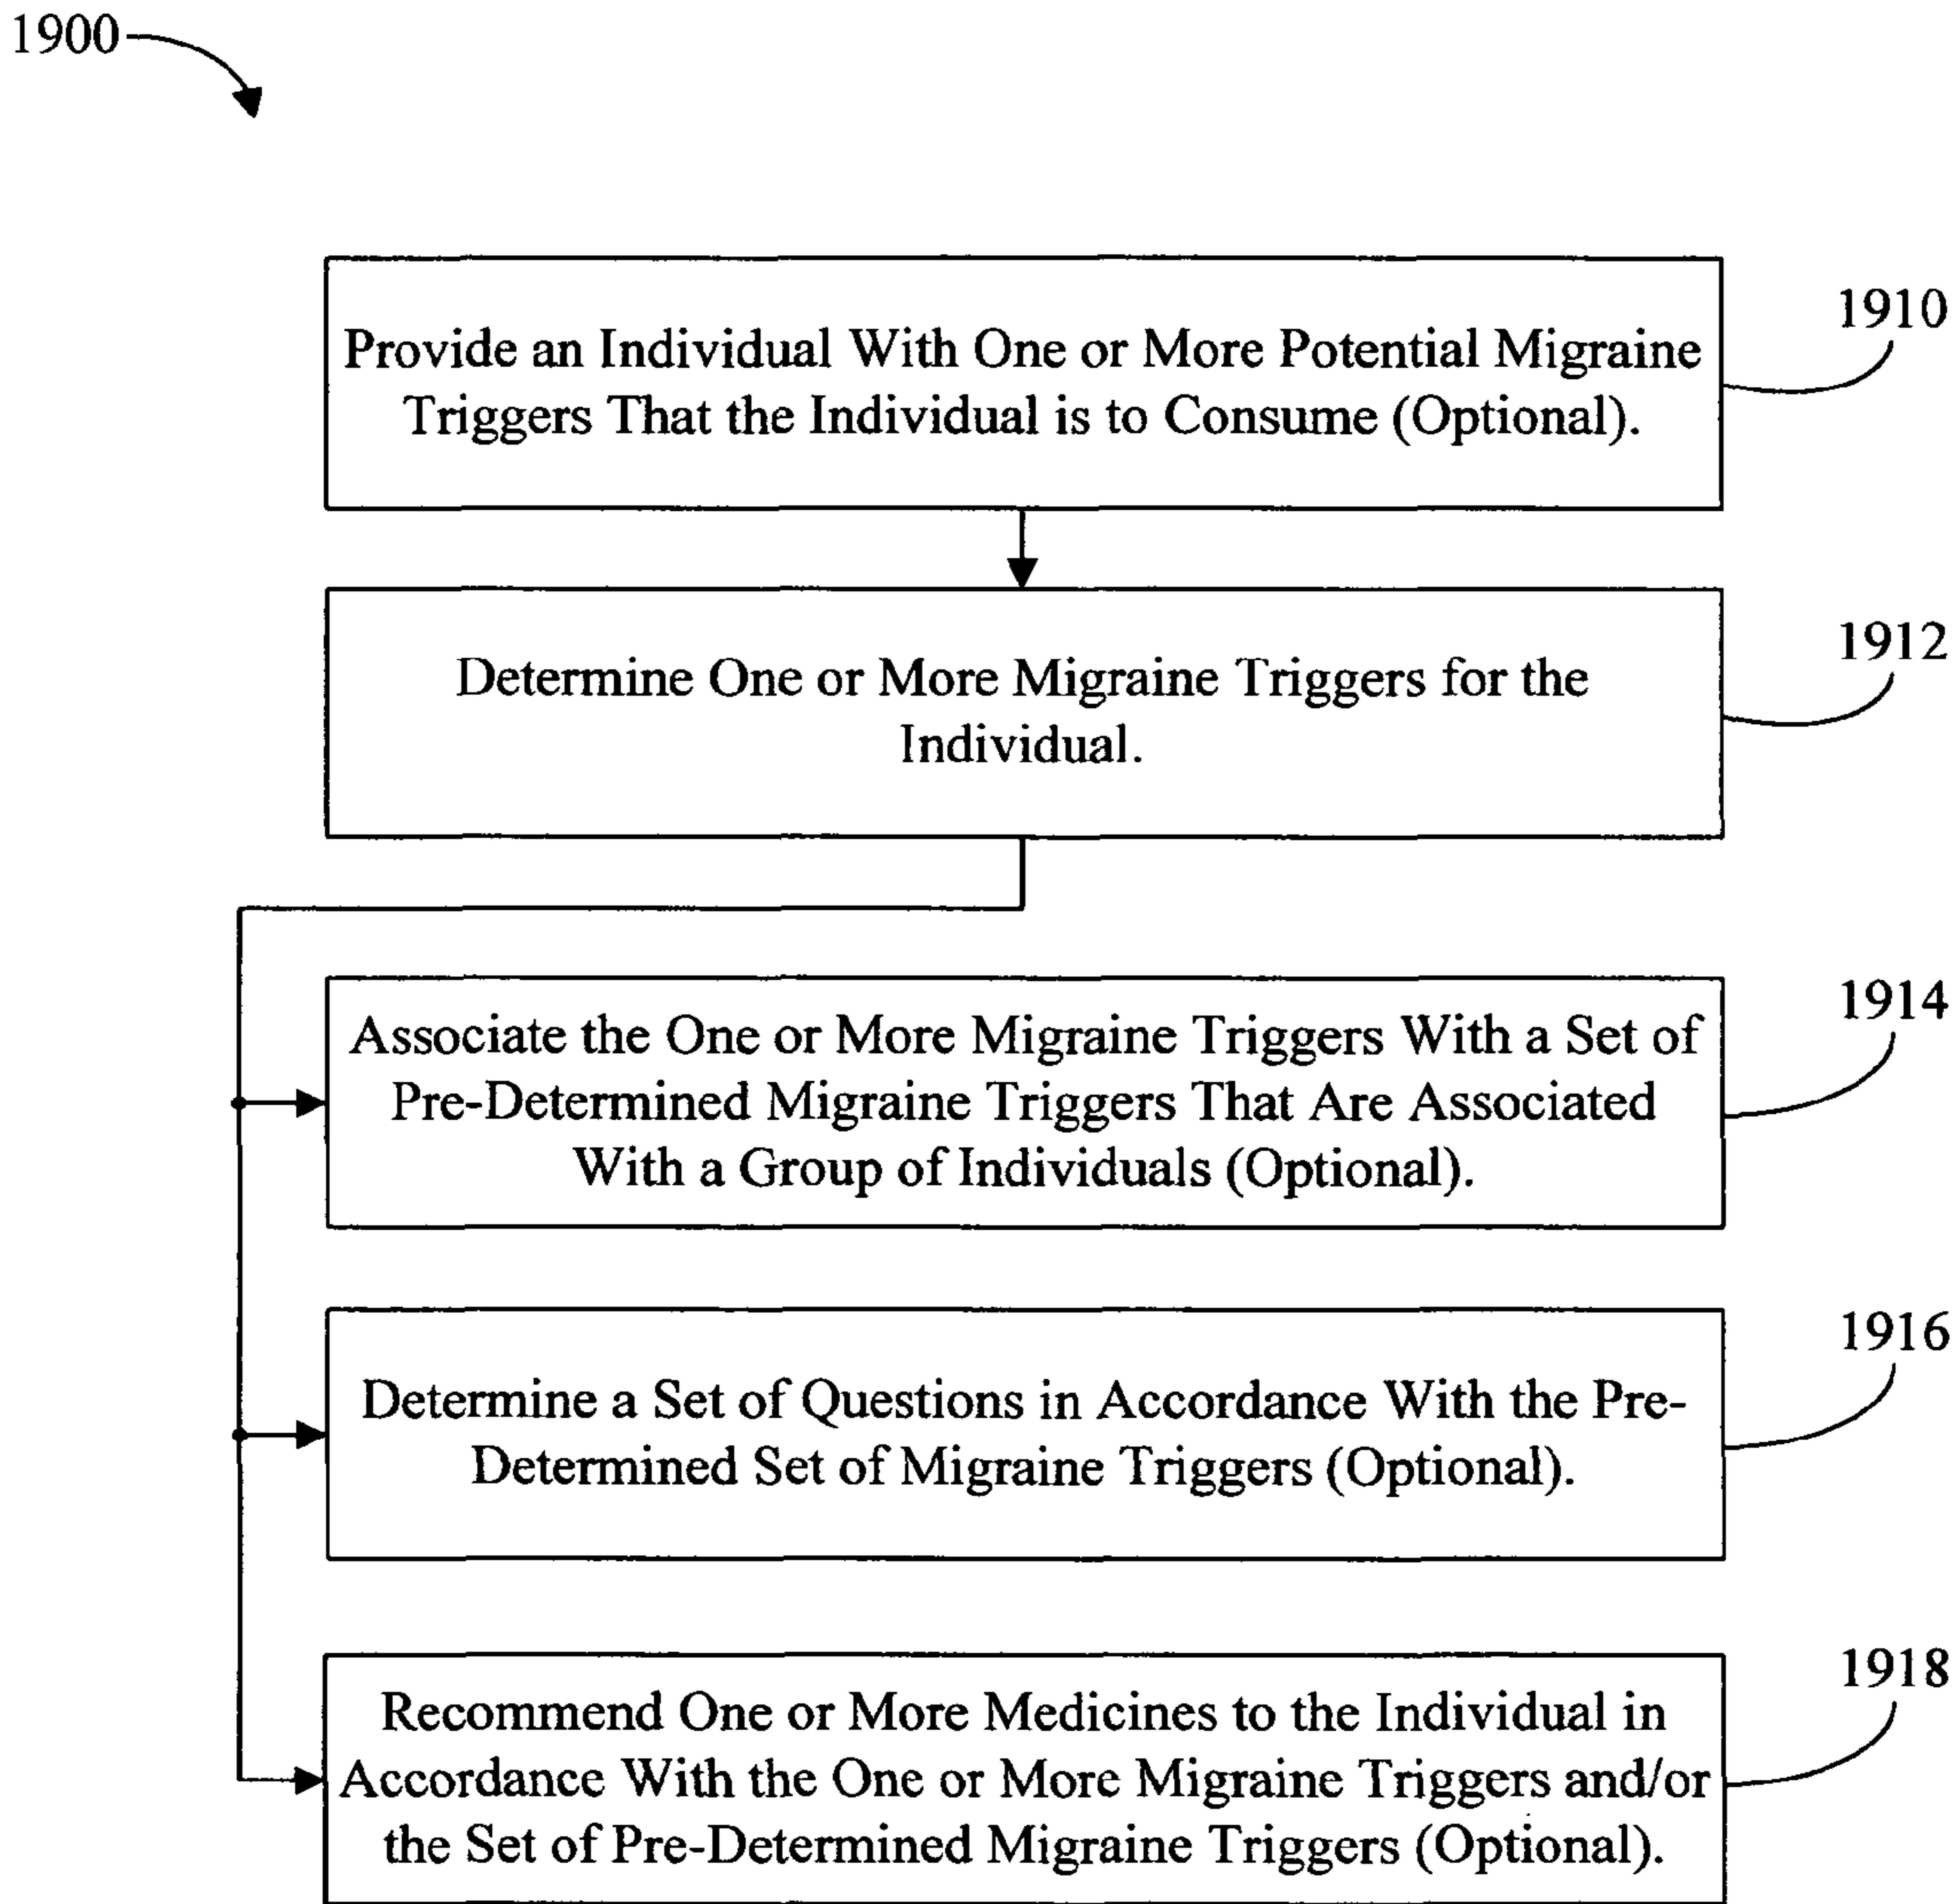 1900
Provide an Individual With One or More Potential Migraine
Triggers That the Individual is to Consume (Optional).
1910
Determine One or More Migraine Triggers for the
Individual.
1912
Associate the One or More Migraine Triggers With a Set of
Pre-Determined Migraine Triggers That Are Associated
With a Group of Individuals (Optional).
1914
Determine a Set of Questions in Accordance With the Pre-
Determined Set of Migraine Triggers (Optional).
1916
Recommend One or More Medicines to the Individual in
Accordance With the One or More Migraine Triggers and/or
the Set of Pre-Determined Migraine Triggers (Optional).
1918